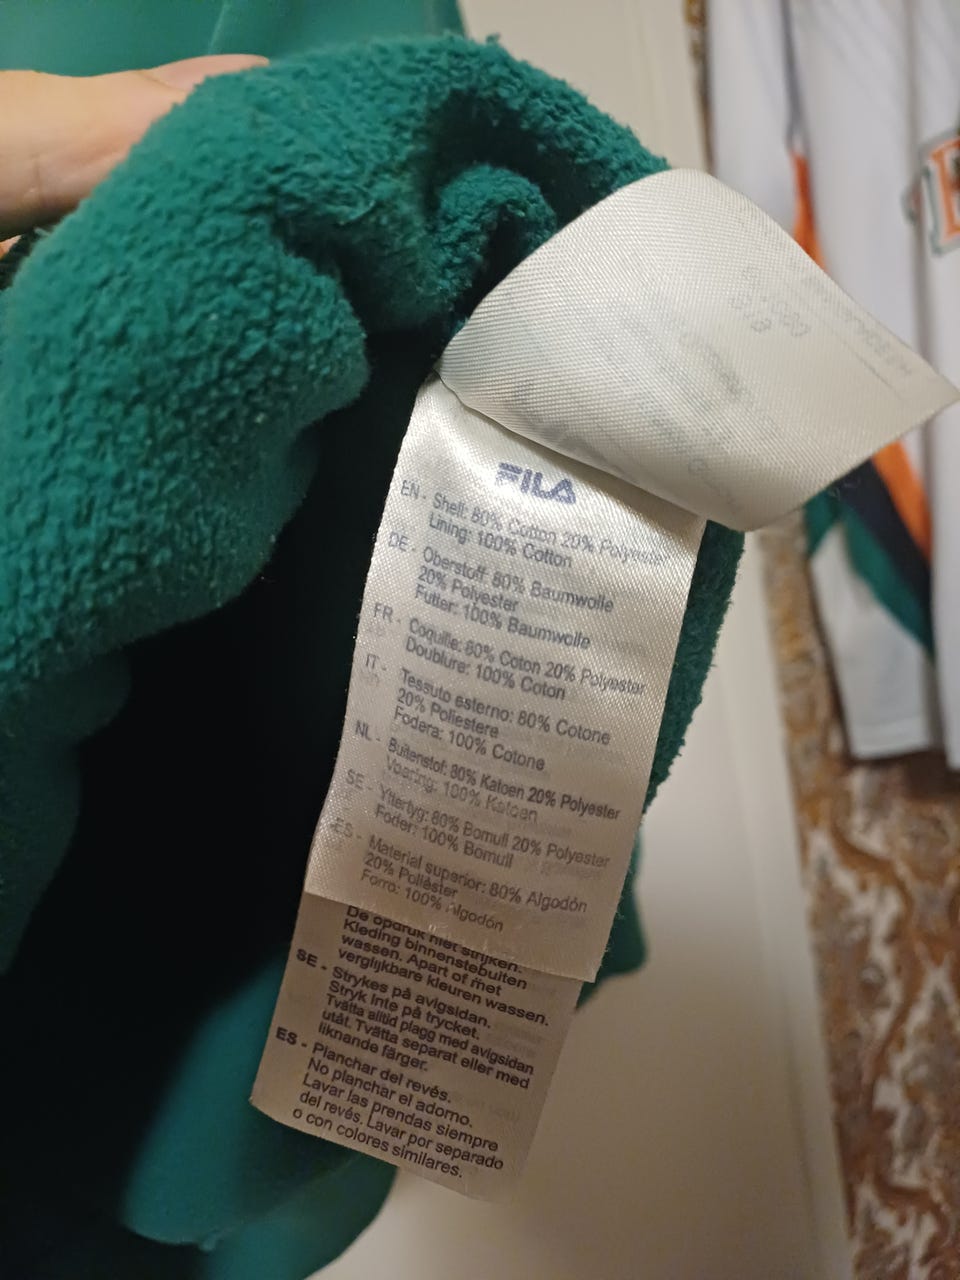 FILA
EN - Shell: 80% Cotton 20% Polyester
Lining: 100% Cotton
DE - Oberstoff: 80% Baumwolle
20% Polyester
Futter: 100% Baumwolle
FR - Coquille: 80% Coton 20% Polyester
Doublure: 100% Coton
IT - Tessuto esterno: 80% Cotone
20% Poliestere
Fodera: 100% Cotone
NL - Buitenstof: 80% Katoen 20% Polyester
Voering: 100% Katoen
SE - Yttertyg: 80% Bomull 20% Polyester
Foder: 100% Bomull
ES - Material superior: 80% Algodón
20% Poliéster
Forro: 100% Algodón
De opdruk niet strijken.
Kleding binnenstebuiten
wassen. Apart of met
verglijkbare kleuren wassen.
SE - Strykes på avigsidan.
Stryk inte på trycket.
Tvätta alltid plagg med avigsidan
utåt. Tvätta separat eller med
liknande färger.
ES - Planchar del revés.
No planchar el adorno.
Lavar las prendas siempre
del revés. Lavar por separado
o con colores similares.